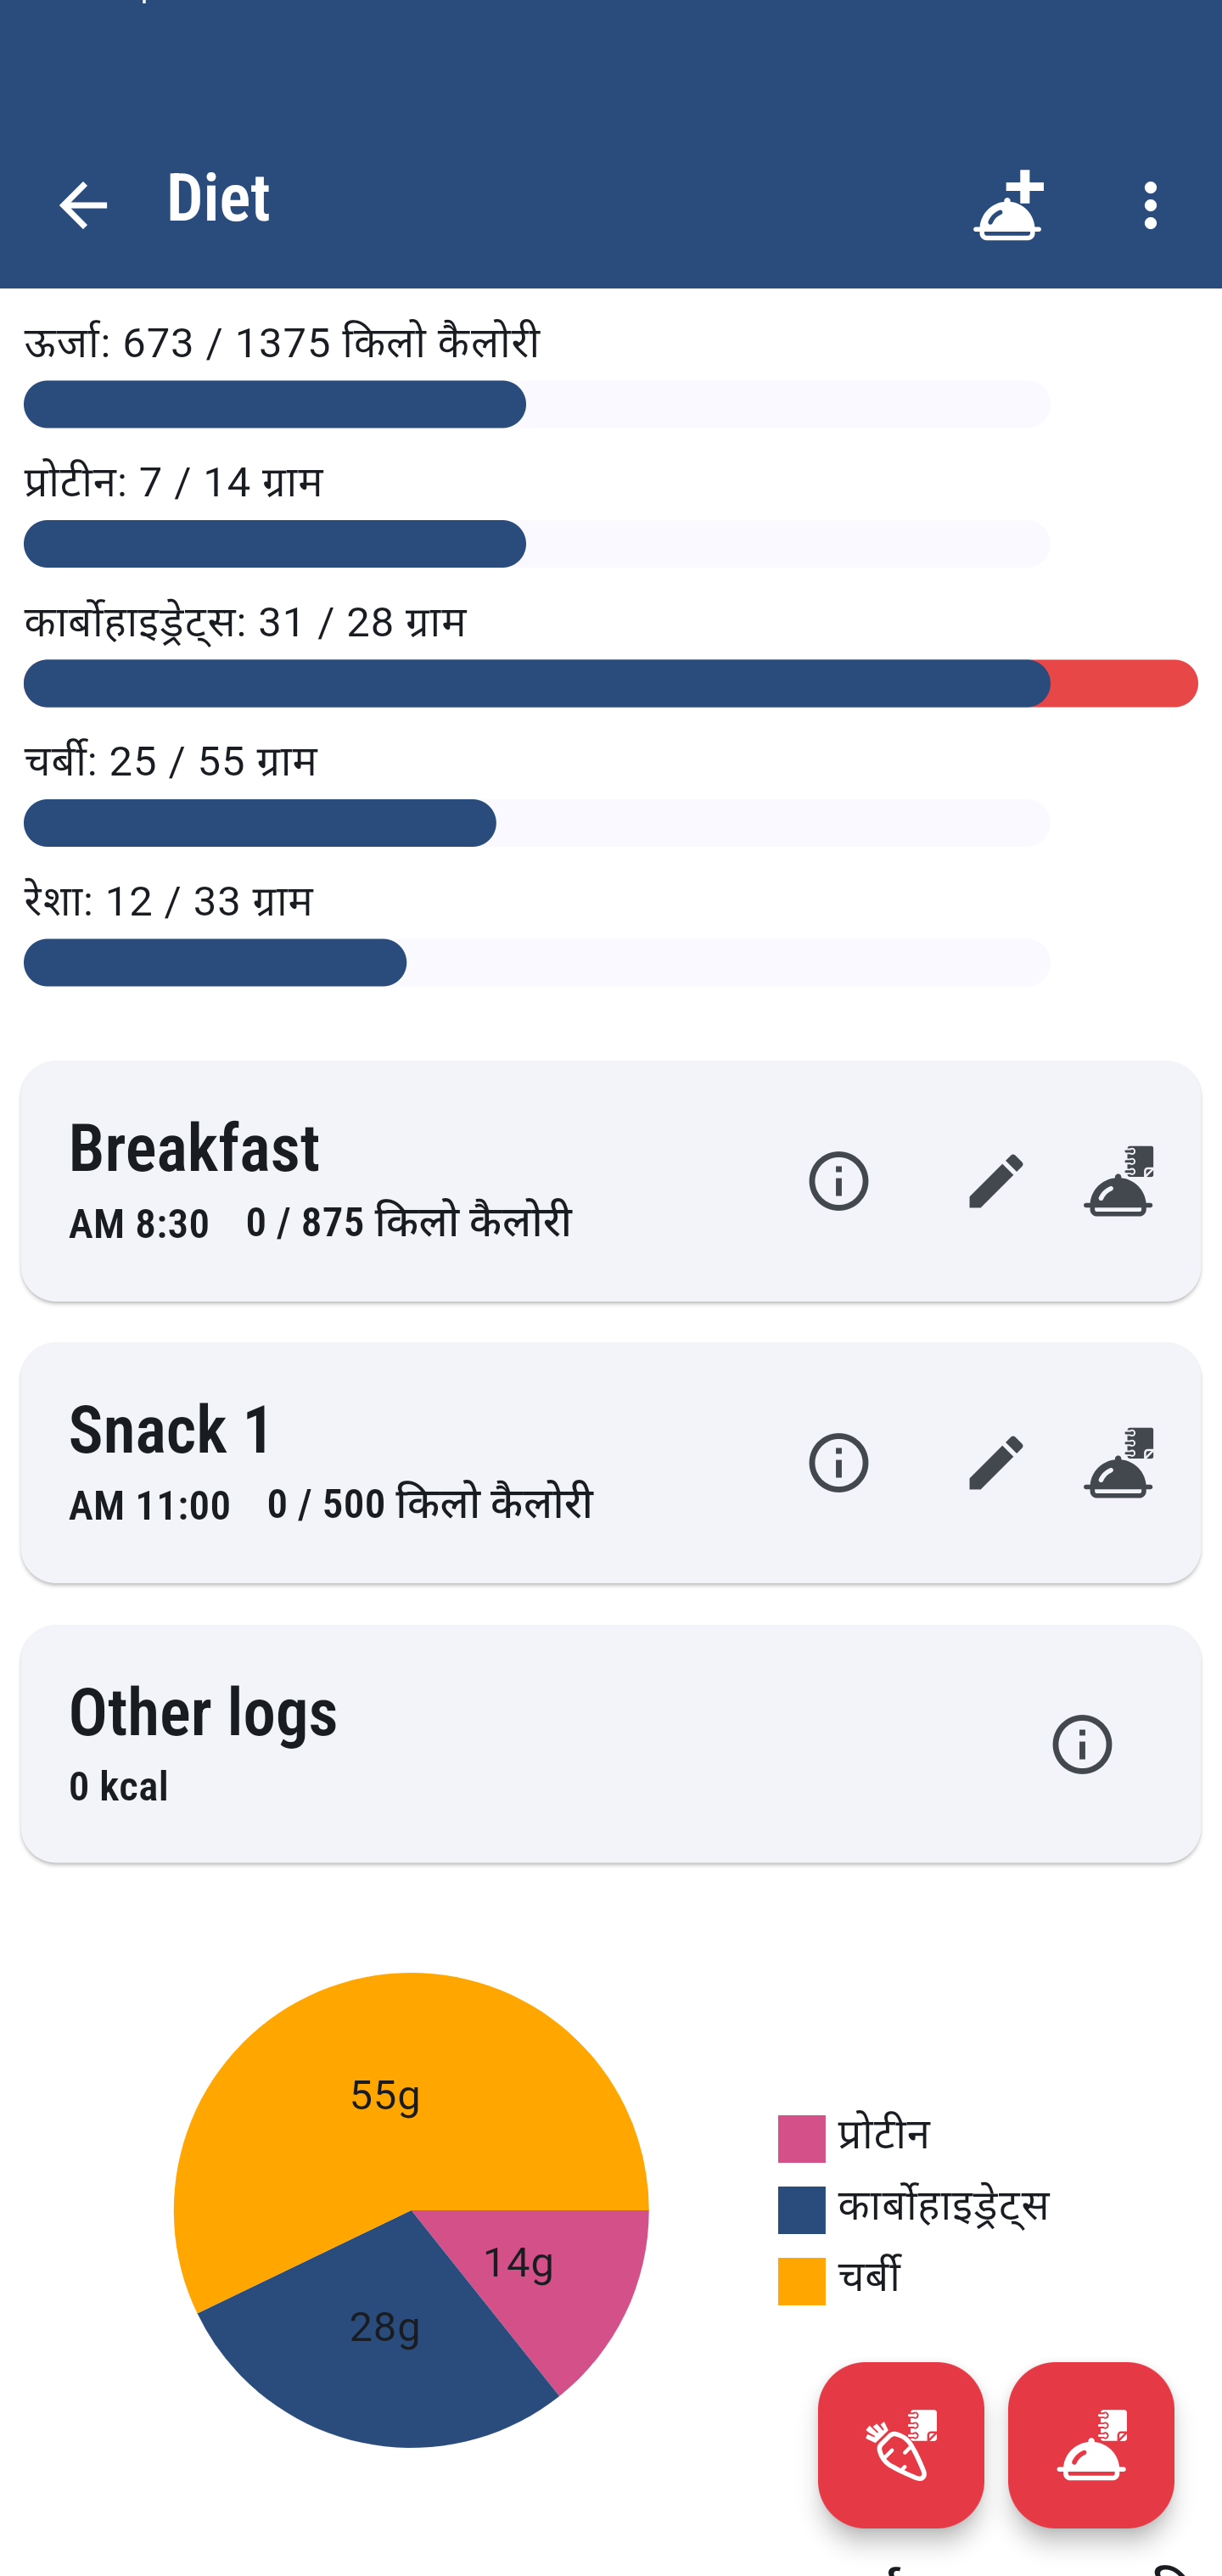 Diet
ऊर्जा: 673 / 1375 किलो कैलोरी
प्रोटीन: 7 / 14 ग्राम
कार्बोहाइड्रेट्स: 31 / 28 ग्राम
चर्बी: 25 / 55 ग्राम
रेशा: 12 / 33 ग्राम
Breakfast
AM 8:30 0 / 875 किलो कैलोरी
Snack 1
AM 11:00 0 / 500 किलो कैलोरी
Other logs
0 kcal
55g
14g
28g
प्रोटीन
कार्बोहाइड्रेट्स
चर्बी